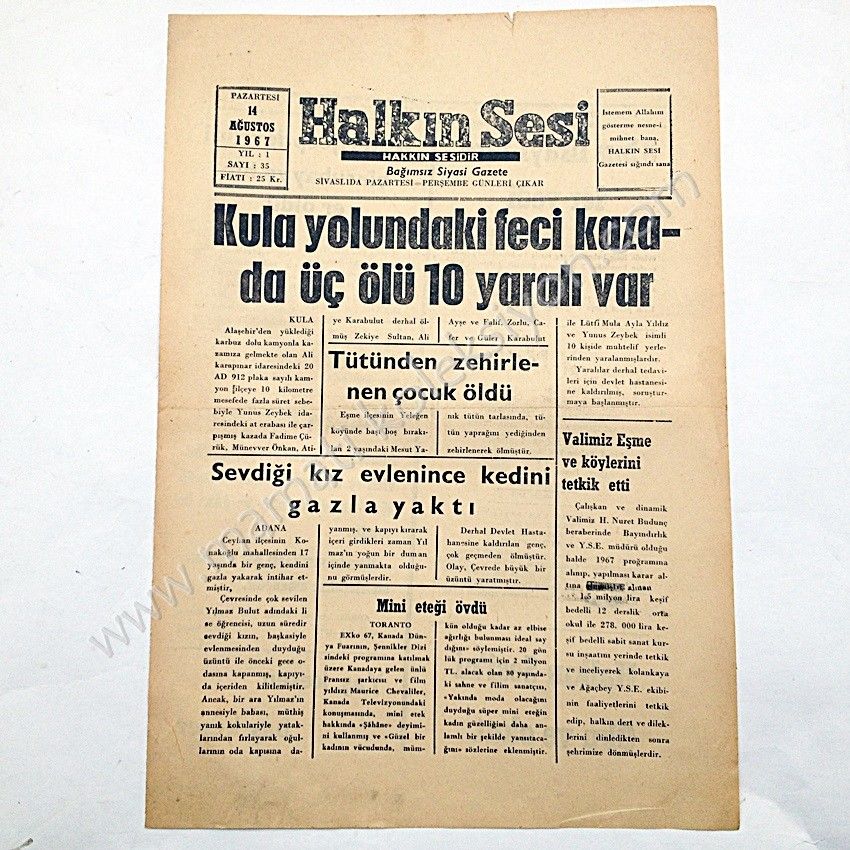 PAZARTESİ
14
AĞUSTOS
1967
YIL : 1
SAYI : 35
FİATI : 25 Kr.
Halkın Sesi
HAKKIN SESİDİR
Bağımsız Siyasi Gazete
SİVASLIDA PAZARTESİ - PERŞEMBE GÜNLERİ ÇIKAR
Istemem Allahım
gösterme nesne-i
mihnet bana,
HALKIN SESİ
Gazetesi sığındı sana
Kula yolundaki feci kaza-
da üç ölü 10 yaralı var
KULA
Alaşehir'den yüklediği
karbuz dolu kamyonla ka
zamıza gelmekte olan Ali
karapınar idaresindeki 20
AD 912 plaka sayılı kam
yon ilçeye 10 kilometre
mesefede fazla süret sebe
biyle Yunus Zeybek ida
resindeki at erabası ile çar
pışmış kazada Fadime Çü
rük, Münevver Önkan, Ati-
ye Karabulut derhal öl-
müş Zekiye Sultan, Ali
Ayşe ve Falif, Zorlu, Ca-
fer ve Güler Karabulut
ile Lütfi Mula Ayla Yıldız
ve Yunus Zeybek isimli
10 kişide muhtelif yerle-
rinden yaralanmışlardır.
Yaralılar derhal tedavi-
leri için devlet hastanesi-
ne kaldırılmış, soruştur-
maya başlanmıştır.
Tütünden zehirle-
nen çocuk öldü
Eşme ilçesinin Yeleğen
köyünde başı boş bırakı-
lan 2 yaşındaki Mesut Ya-
nık tütün tarlasında, tü-
tün yaprağını yediğinden
zehirlenerek ölmüştür.
Sevdiği kız evlenince kedini
gazla yaktı
ADANA
Ceyhan ilçesinin Ko-
nakoğlu mahallesinden 17
yaşında bir genç, kendini
gazla yakarak intihar et-
miştir,
Çevresinde çok sevilen
Yılmaz Bulut adındaki li
se öğrencisi, uzun süredir
sevdiği kızın, başkasiyle
evlenmesinden duyduğu
üzüntü ile önceki gece o-
dasına kapanmış, kapıyı-
da içeriden kilitlemiştir.
Ancak, bir ara Yılmaz'ın
annesiyle babası, müthiş
yanık kokulariyle yatak-
larından fırlayarak oğul-
larının oda kapısına da-
yanmış. ve kapıyı kırarak
içeri girdikleri zaman Yıl
maz'ın yoğun bir duman
içinde yanmakta olduğu-
nu görmüşlerdir.
Derhal Devlet Hasta-
hanesine kaldırılan genç,
çok geçmeden ölmüştür.
Olay, Çevrede büyük bir
üzüntü yaratmıştır.
Mini eteği övdü
TORANTO
EXko 67, Kanada Dün-
ya Fuarının, Şennikler Dizi
sindeki programına katılmak
üzere Kanadaya gelen ünlü
Fransız şarkıcısı ve film
yıldızı Maurice Chevaliler,
Kanada Televizyonundaki
konuşmasında, mini etek
hakkında «Şâhâne» deyimi-
ni kullanmış ve «Güzel bir
kadının vücudunda, müm-
kün olduğu kadar az elbise
ağırlığı bulunması ideal say
dığını» söylemiştir. 20 gün
lük programı için 2 milyon
TL. alacak olan 80 yaşında-
ki sahne ve filim sanatçısı,
«Yakında moda olacağını
duyduğu süper mini eteğin
kadın güzelliğini daha an-
lamlı bir şekilde yansıtaca-
ğını» sözlerine eklenmiştir.
Valimiz Eşme
ve köylerini
tetkik etti
Çalışkan ve dinamik
Valimiz H. Nuret Budunç
beraberinde Bayındırlık
ve Y.S.E. müdürü olduğu
halde 1967 programına
alınıp, yapılması karar al-
tına alınan
1,5 milyon lira keşif
bedelli 12 derslik orta
okul ile 278. 000 lira ke
şif bedelli sabit sanat kur-
su inşaatını yerinde tetkik
ve inceliyerek kolankaya
ve Ağaçbey Y.S.E. ekibi-
nin faaliyetlerini tetkik
edip, halkın dert ve dilek-
lerini dinledikten sonra
şehrimize dönmüşlerdir.